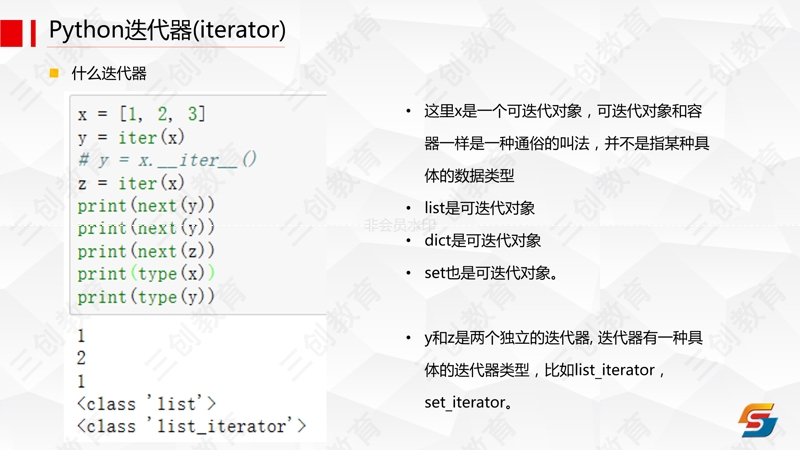 Python迭代器(iterator)
什么迭代器
x = [1, 2, 3]
y = iter(x)
# y = x.__iter__()
z = iter(x)
print(next(y))
print(next(y))
print(next(z))
print(type(x))
print(type(y))
1
2
1
<class 'list'>
<class 'list_iterator'>
• 这里x是一个可迭代对象，可迭代对象和容
器一样是一种通俗的叫法，并不是指某种具
体的数据类型
• list是可迭代对象
• dict是可迭代对象
• set也是可迭代对象。
• y和z是两个独立的迭代器, 迭代器有一种具
体的迭代器类型，比如list_iterator，
set_iterator。
非会员水印
三创教育